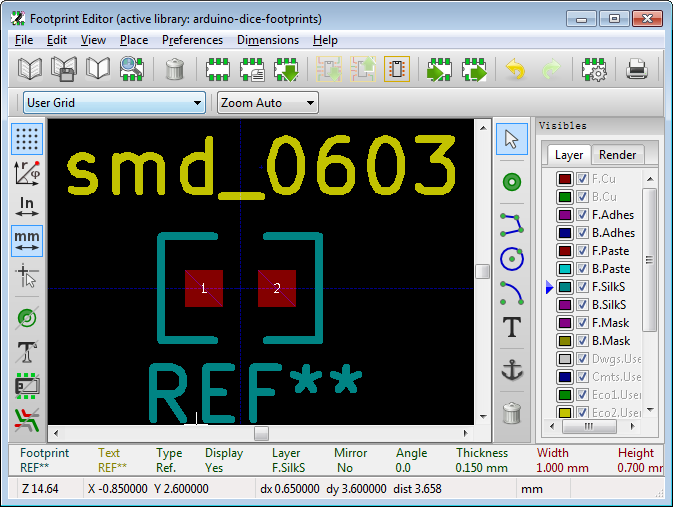 Footprint Editor (active library: arduino-dice-footprints)
File Edit View Place Preferences Dimensions Help
User Grid Zoom Auto
Visibles
Layer Render
In
mm
smd_0603
1 2
REF**
T
F.Cu
B.Cu
F.Adhes
B.Adhes
F.Paste
B.Paste
F.SilkS
B.SilkS
F.Mask
B.Mask
Dwgs.Use
Cmts.Use
Eco1.User
Eco2.User
Footprint Text Type Display Layer Mirror Angle Thickness Width Height
REF** REF** Ref. Yes F.SilkS No 0.0 0.150 mm 1.000 mm 0.700 mm
Z 14.64 X -0.850000 Y 2.600000 dx 0.650000 dy 3.600000 dist 3.658 mm